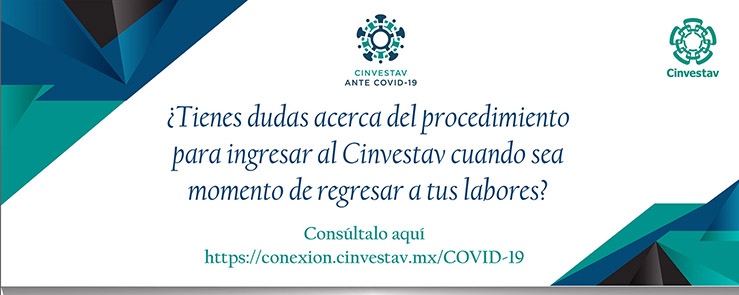 CINVESTAV
ANTE COVID-19
Cinvestav
¿Tienes dudas acerca del procedimiento
para ingresar al Cinvestav cuando sea
momento de regresar a tus labores?
Consúltalo aquí
https://conexion.cinvestav.mx/COVID-19